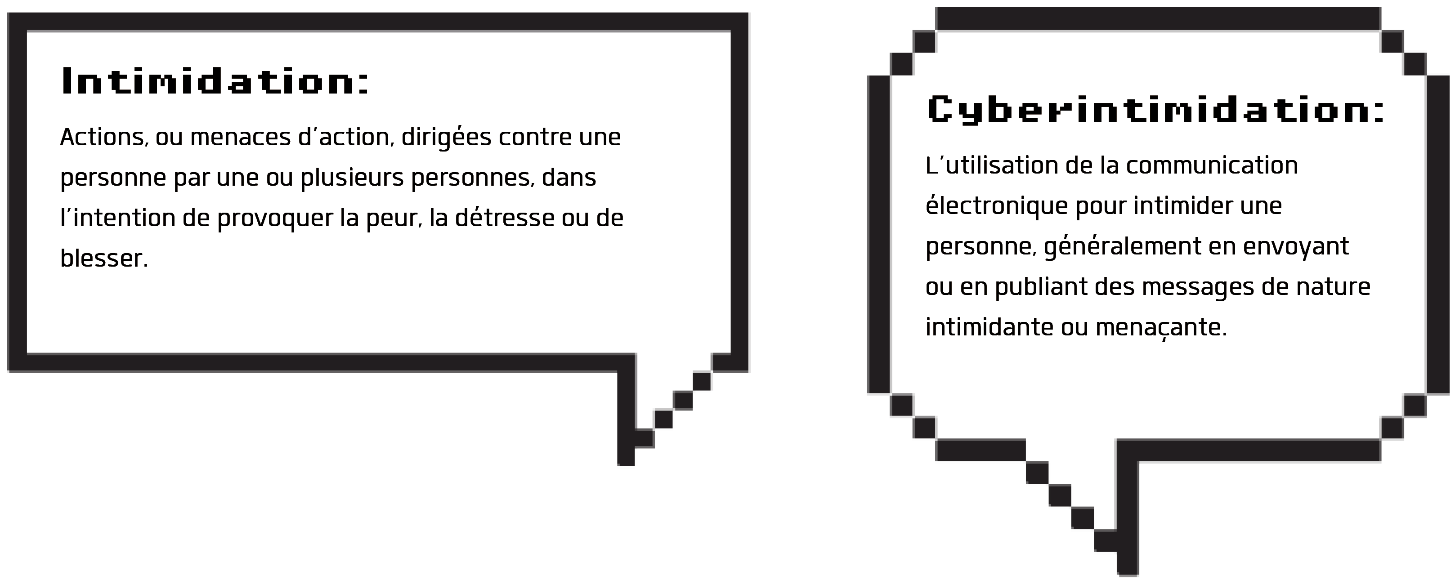 Intimidation:
Actions, ou menaces d’action, dirigées contre une
personne par une ou plusieurs personnes, dans
l’intention de provoquer la peur, la détresse ou de
blesser.
Cyberintimidation:
L’utilisation de la communication
électronique pour intimider une
personne, généralement en envoyant
ou en publiant des messages de nature
intimidante ou menaçante.